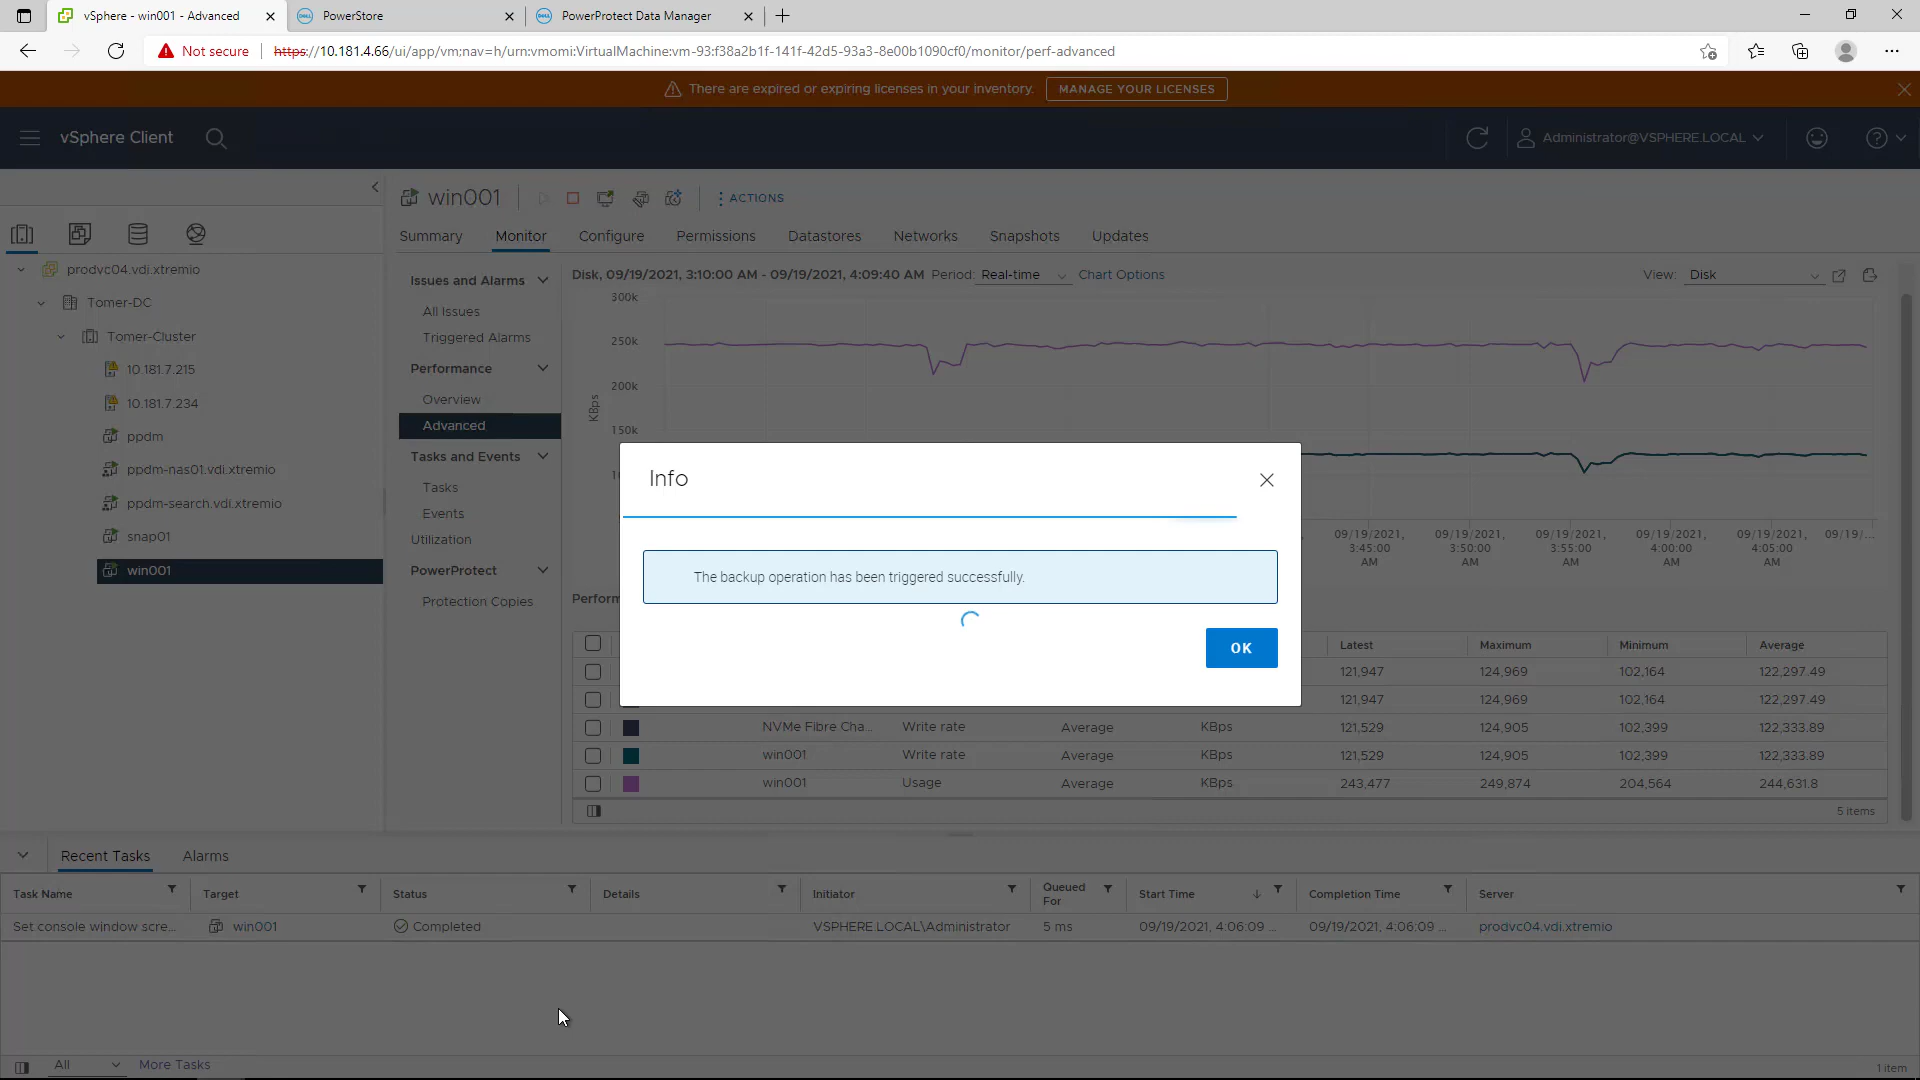 vSphere - win001 - Advanced
PowerStore
PowerProtect Data Manager
Not secure
https://10.181.4.66/ui/app/vm;nav=h/urn:vmomi:VirtualMachine:vm-93:f38a2b1f-141f-42d5-93a3-8e00b1090cf0/monitor/perf-advanced
There are expired or expiring licenses in your inventory.
MANAGE YOUR LICENSES
vSphere Client
Administrator@VSPHERE.LOCAL
win001
ACTIONS
Summary
Monitor
Configure
Permissions
Datastores
Networks
Snapshots
Updates
prodvc04.vdi.xtremio
Tomer-DC
Tomer-Cluster
10.181.7.215
10.181.7.234
ppdm
ppdm-nas01.vdi.xtremio
ppdm-search.vdi.xtremio
snap01
win001
Issues and Alarms
All Issues
Triggered Alarms
Performance
Overview
Advanced
Tasks and Events
Tasks
Events
Utilization
PowerProtect
Protection Copies
Disk, 09/19/2021, 3:10:00 AM - 09/19/2021, 4:09:40 AM
Period:
Real-time
Chart Options
View:
Disk
300k
250k
200k
150k
KBps
09/19/2021, 3:45:00 AM
09/19/2021, 3:50:00 AM
09/19/2021, 3:55:00 AM
09/19/2021, 4:00:00 AM
09/19/2021, 4:05:00 AM
09/19/...
Info
The backup operation has been triggered successfully.
OK
Latest Maximum Minimum Average
121,947 124,969 102,164 122,297.49
121,947 124,969 102,164 122,297.49
NVMe Fibre Cha... Write rate Average KBps 121,529 124,905 102,399 122,333.89
win001 Write rate Average KBps 121,529 124,905 102,399 122,333.89
win001 Usage Average KBps 243,477 249,874 204,564 244,631.8
5 items
Recent Tasks
Alarms
Task Name Target Status Details Initiator Queued For Start Time Completion Time Server
Set console window scre... win001 Completed VSPHERE.LOCAL\Administrator 5 ms 09/19/2021, 4:06:09 ... 09/19/2021, 4:06:09 ... prodvc04.vdi.xtremio
All
More Tasks
1 item